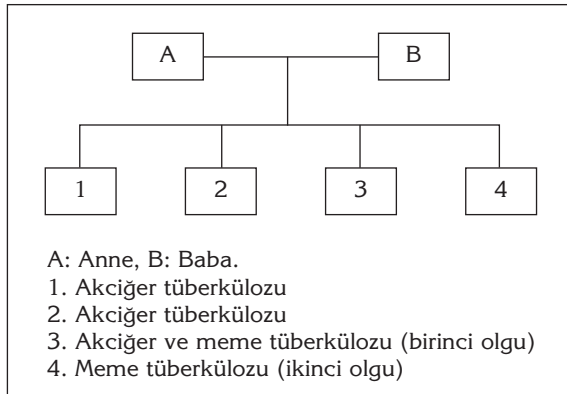 A
B
1
2
3
4
A: Anne, B: Baba.
1. Akciğer tüberkülozu
2. Akciğer tüberkülozu
3. Akciğer ve meme tüberkülozu (birinci olgu)
4. Meme tüberkülozu (ikinci olgu)